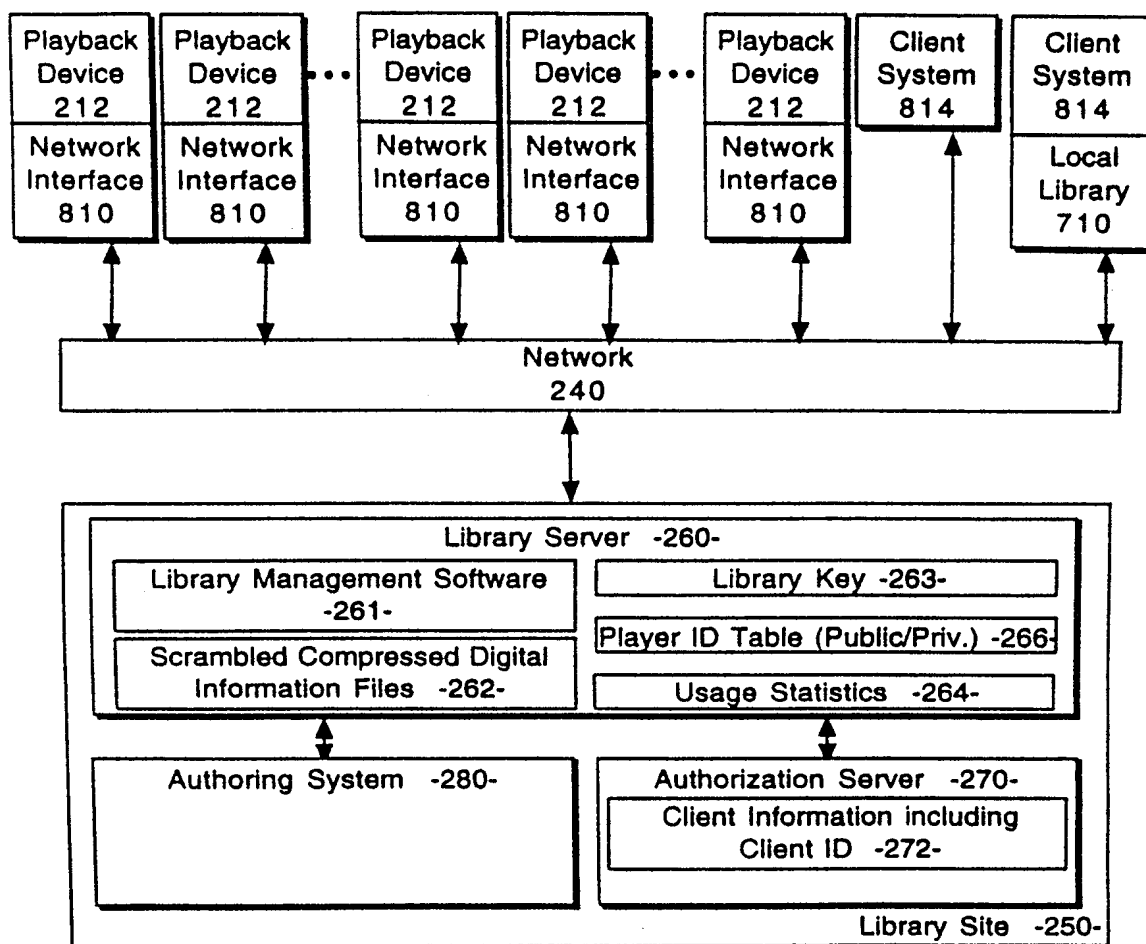 Playback
Device
212
Network
Interface
810
Playback
Device
212
Network
Interface
810
Playback
Device
212
Network
Interface
810
Playback
Device
212
Network
Interface
810
Playback
Device
212
Network
Interface
810
Client
System
814
Client
System
814
Local
Library
710
Network
240
Library Server -260-
Library Management Software
-261-
Scrambled Compressed Digital
Information Files -262-
Library Key -263-
Player ID Table (Public/Priv.) -266-
Usage Statistics -264-
Authoring System -280-
Authorization Server -270-
Client Information including
Client ID -272-
Library Site -250-